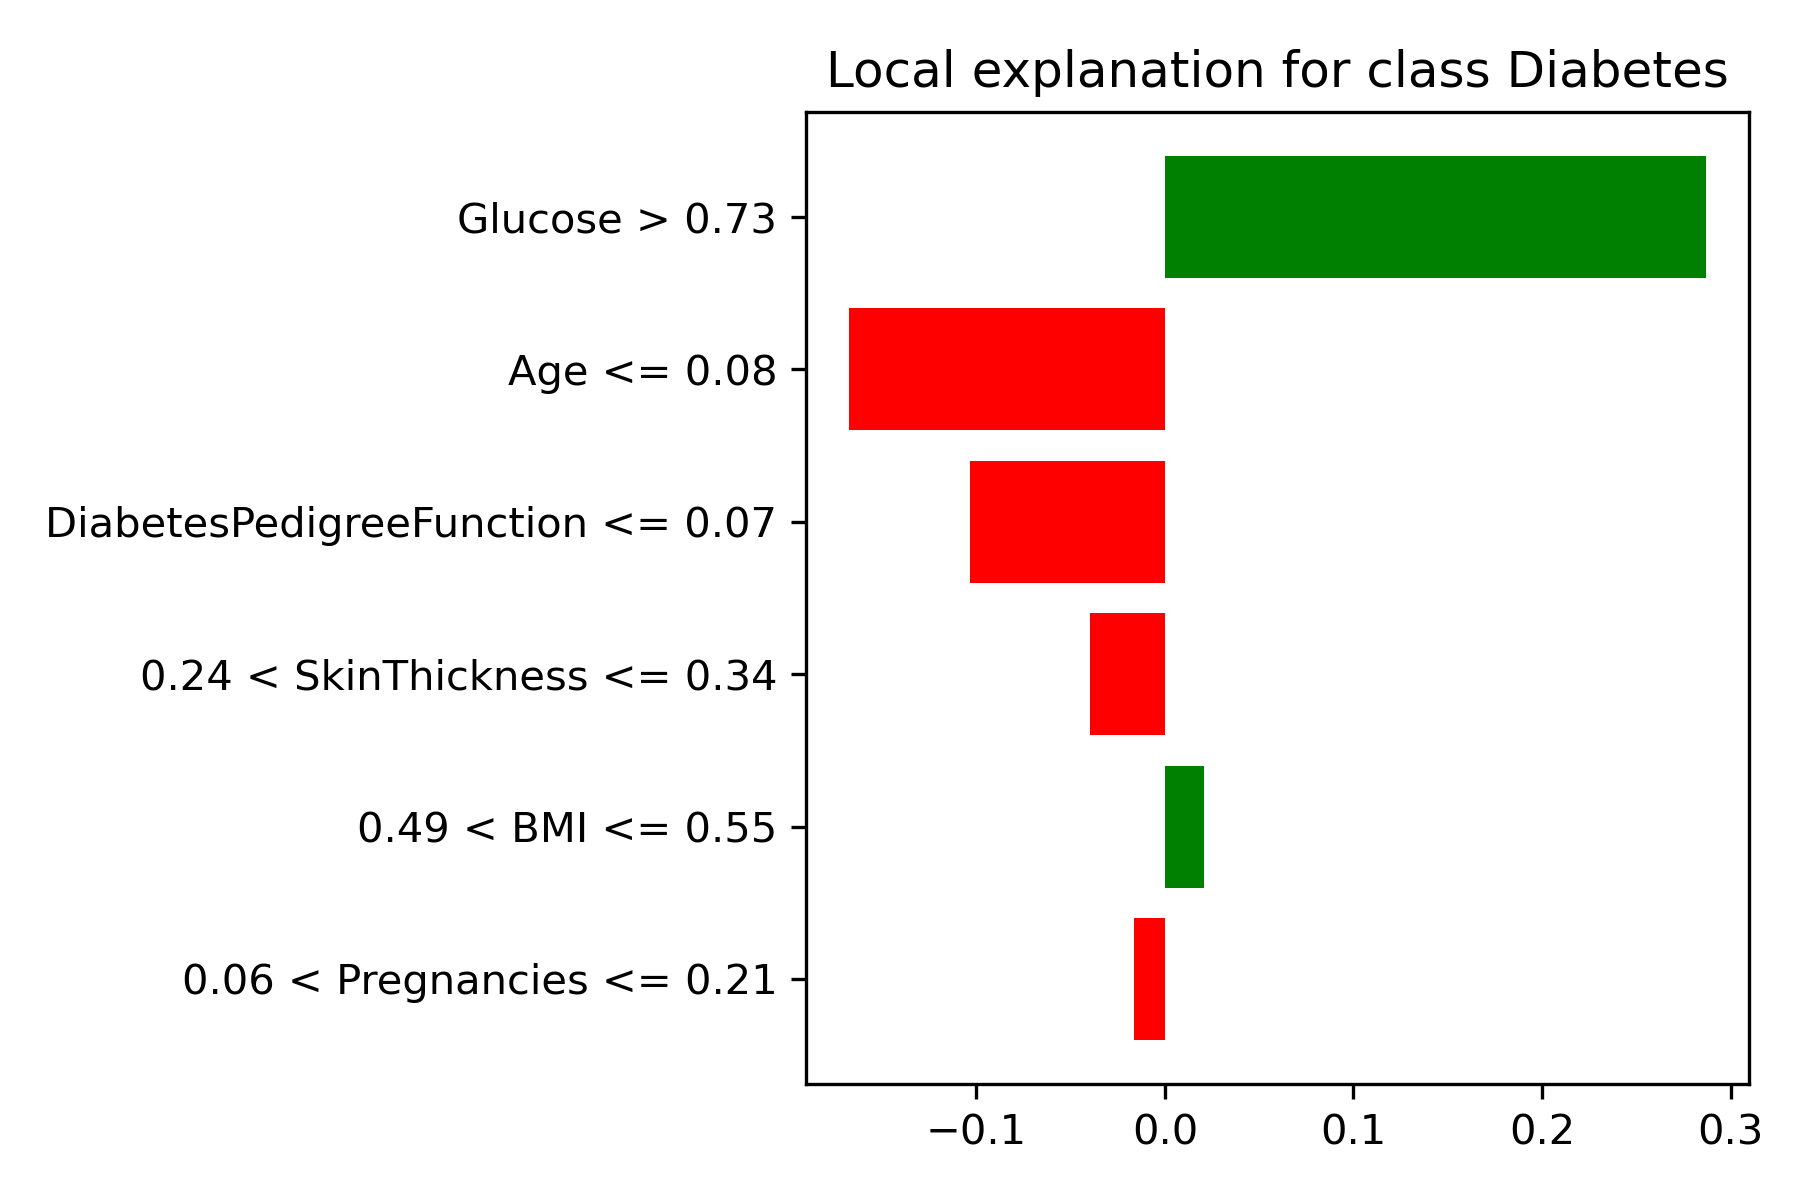 Local explanation for class Diabetes
Glucose > 0.73
Age <= 0.08
DiabetesPedigreeFunction <= 0.07
0.24 < SkinThickness <= 0.34
0.49 < BMI <= 0.55
0.06 < Pregnancies <= 0.21
−0.1 0.0 0.1 0.2 0.3